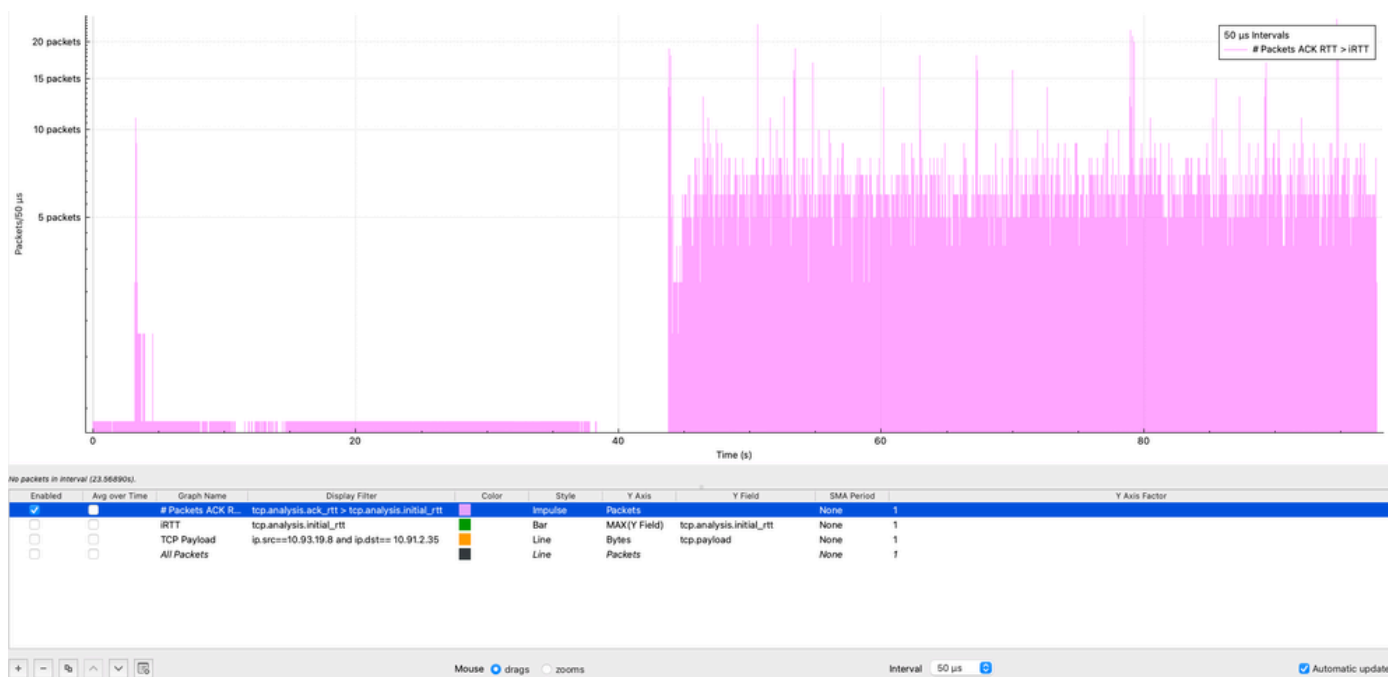 20 packets
15 packets
10 packets
5 packets
Packets/50 µs
50 µs Intervals
# Packets ACK RTT > iRTT
0 20 40 60 80
Time (s)
No packets in interval (23.56890s).
Enabled Avg over Time Graph Name Display Filter Color Style Y Axis Y Field SMA Period Y Axis Factor
# Packets ACK R... tcp.analysis.ack_rtt > tcp.analysis.initial_rtt Impulse Packets None 1
iRTT tcp.analysis.initial_rtt Bar MAX(Y Field) tcp.analysis.initial_rtt None 1
TCP Payload ip.src==10.93.19.8 and ip.dst== 10.91.2.35 Line Bytes tcp.payload None 1
All Packets Line Packets None 1
Mouse drags zooms Interval 50 µs Automatic update